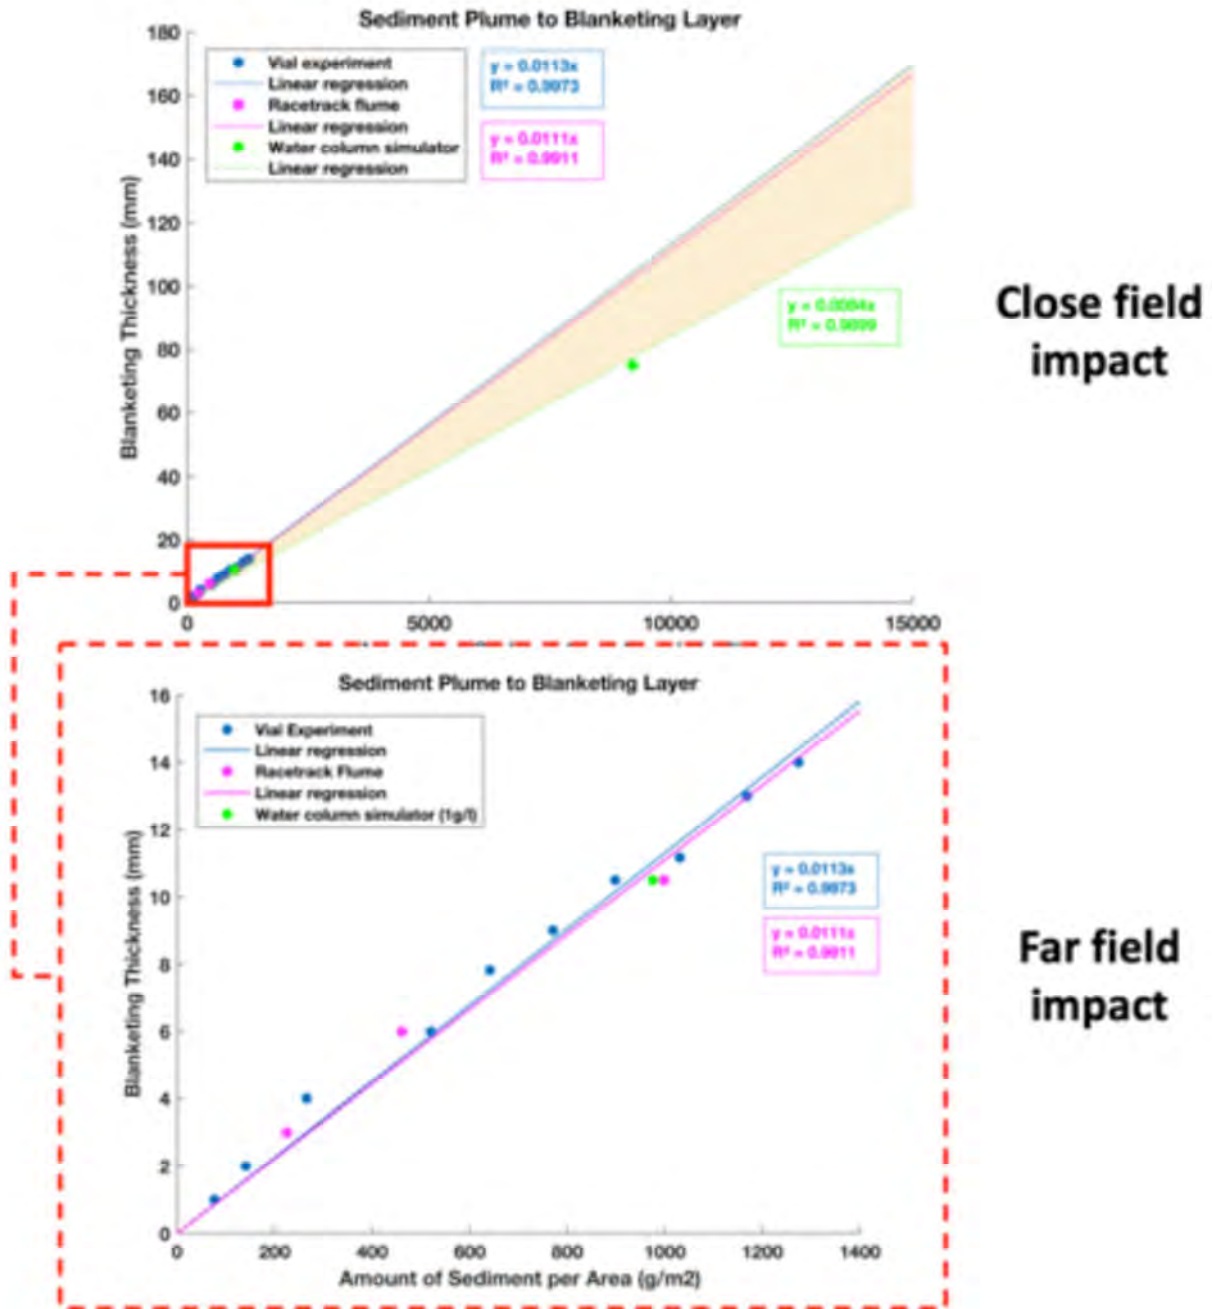 Sediment Plume to Blanketing Layer
180
160
140
120
100
80
60
40
20
0
Blanketing Thickness (mm)
Vial experiment
Linear regression
Racetrack flume
Linear regression
Water column simulator
Linear regression
y = 0.0113x
R² = 0.9973
y = 0.0111x
R² = 0.9911
y = 0.0084x
Close field
impact
0
5000
10000
15000
Sediment Plume to Blanketing Layer
16
14
12
10
8
6
4
2
0
Blanketing Thickness (mm)
Vial Experiment
Linear regression
Racetrack Flume
Linear regression
Water column simulator (1g/l)
y = 0.0113x
R² = 0.9973
y = 0.0111x
R² = 0.9911
Far field
impact
0
200
400
600
800
1000
1200
1400
Amount of Sediment per Area (g/m2)